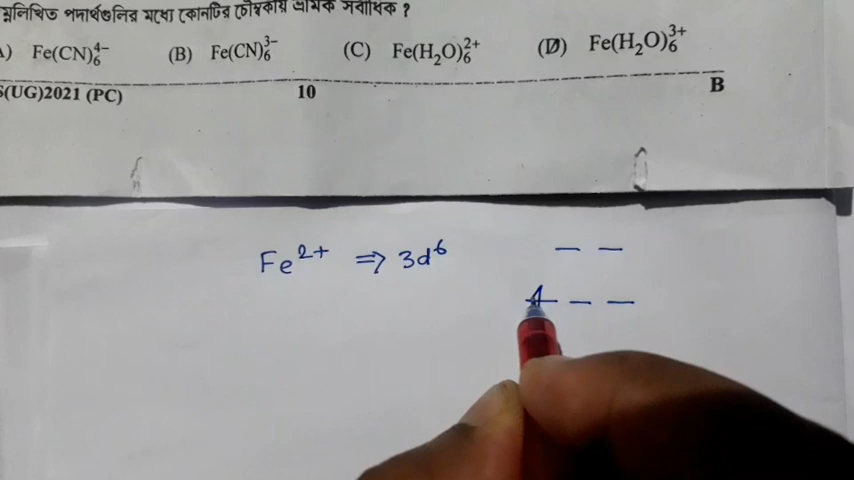 পদার্থগুলির মধ্যে কোনটির চৌম্বকীয় ভ্রামক সর্বাধিক ?
) Fe(CN)₆⁴⁻ (B) Fe(CN)₆³⁻ (C) Fe(H₂O)₆²⁺ (D) Fe(H₂O)₆³⁺
S(UG)2021 (PC) 10 B
Fe²⁺ ⇒ 3d⁶